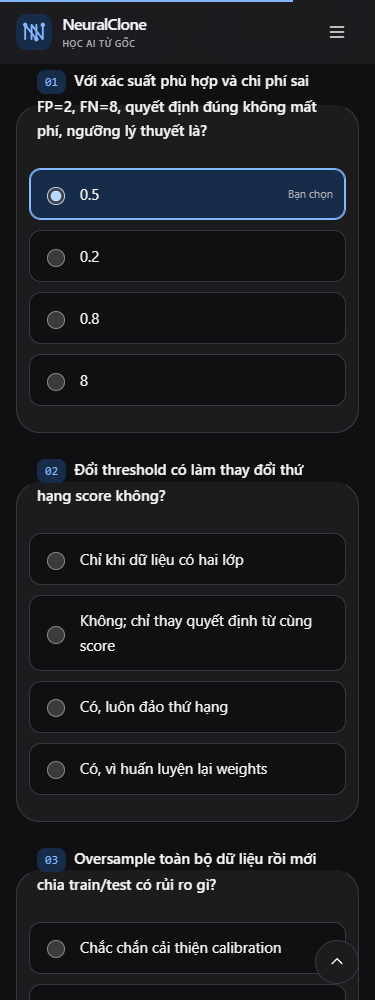 NeuralClone
HỌC AI TỪ GỐC
01 Với xác suất phù hợp và chi phí sai
FP=2, FN=8, quyết định đúng không mất
phí, ngưỡng lý thuyết là?
0.5 Bạn chọn
0.2
0.8
8
02 Đổi threshold có làm thay đổi thứ
hạng score không?
Chỉ khi dữ liệu có hai lớp
Không; chỉ thay quyết định từ cùng
score
Có, luôn đảo thứ hạng
Có, vì huấn luyện lại weights
03 Oversample toàn bộ dữ liệu rồi mới
chia train/test có rủi ro gì?
Chắc chắn cải thiện calibration